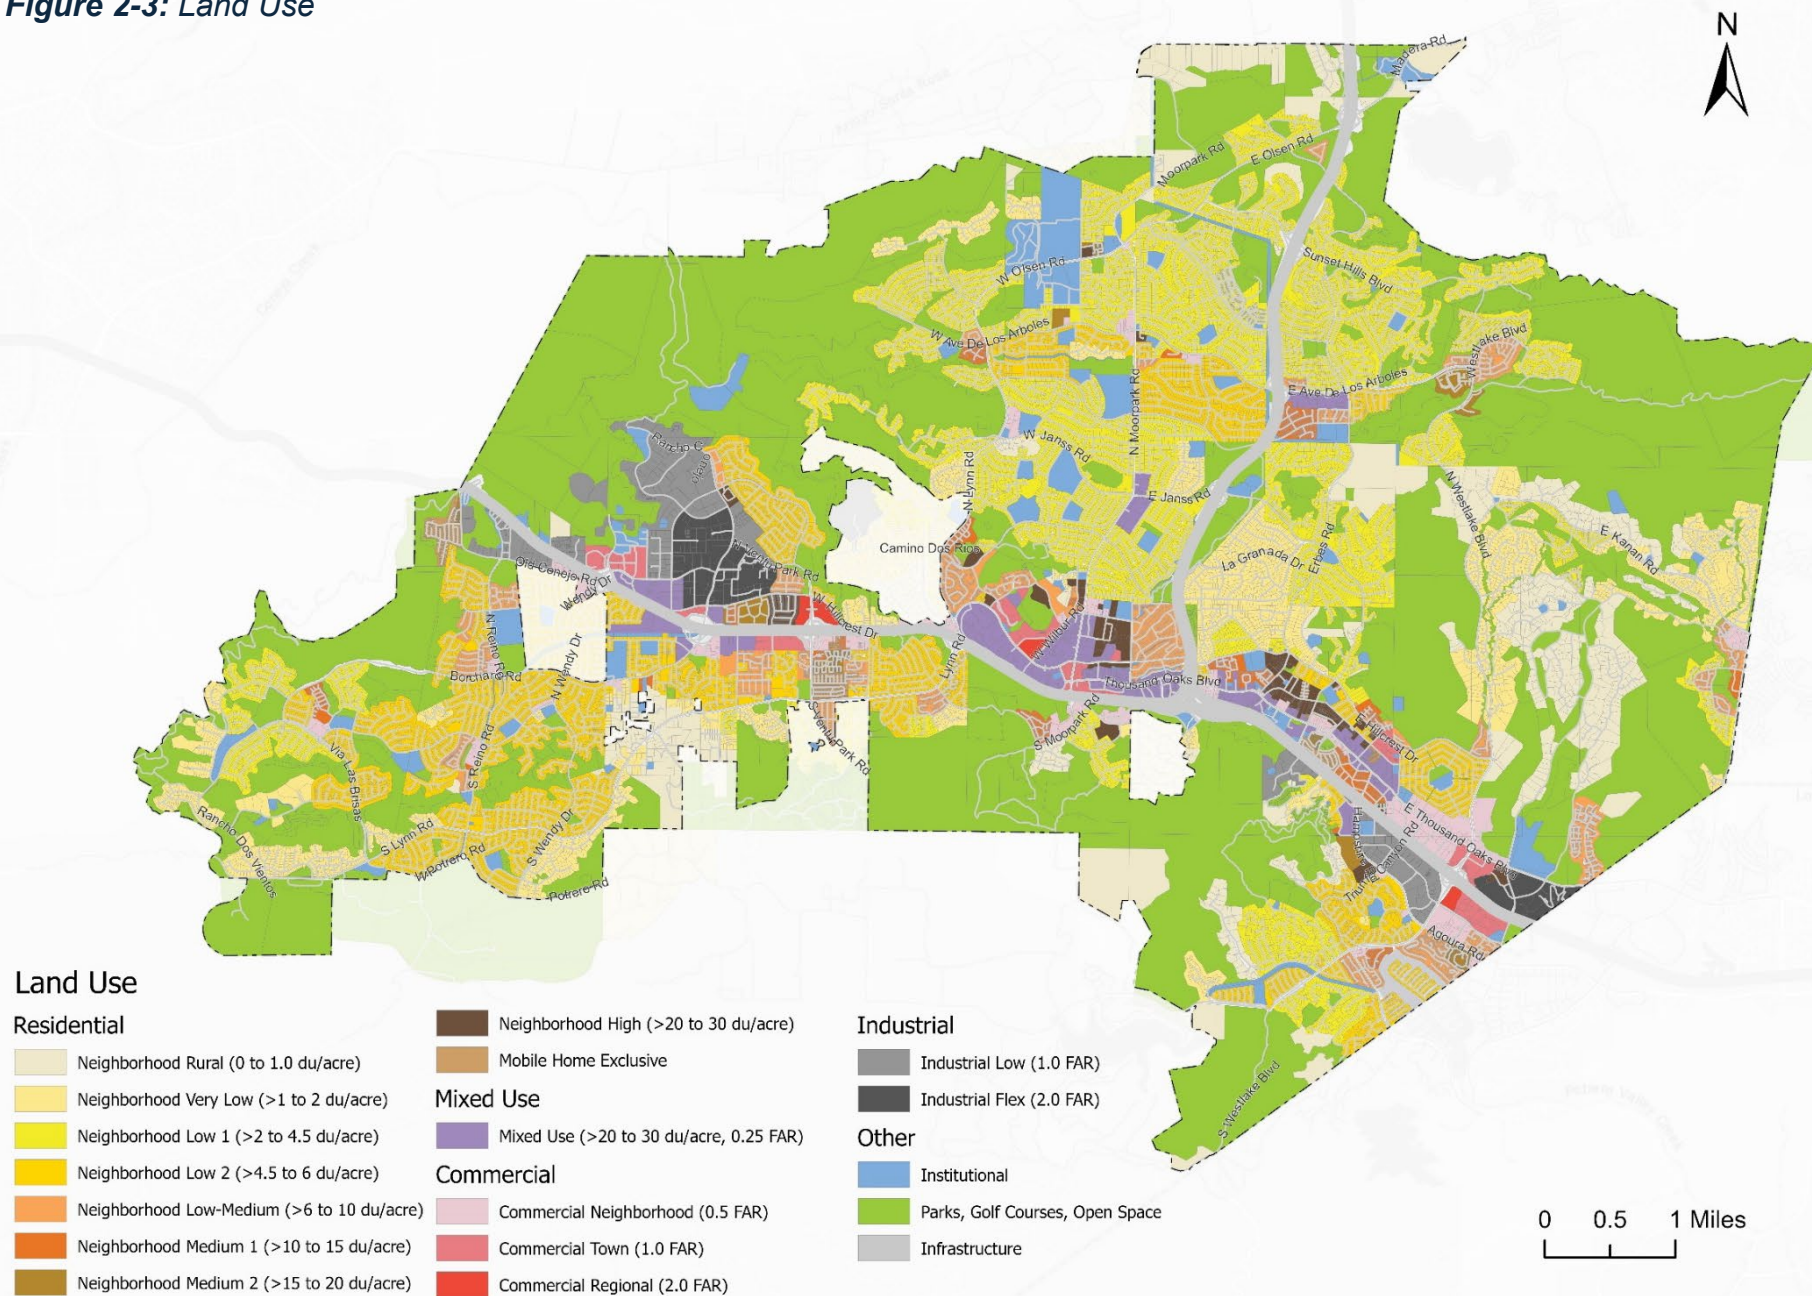 Figure 2-3: Land Use
N
Madera Rd
Moorpark Rd
E Olsen Rd
W Olsen Rd
Sunset Hills Blvd
W Ave De Los Arboles
Westlake Blvd
N Moorpark Rd
E Ave De Los Arboles
Rancho C
W Janss Rd
N Lynn Rd
E Janss Rd
N Westlake Blvd
E Kanan Rd
Camino Dos Rios
La Granada Dr
Erbes Rd
Old Conejo Rd
Wendy Dr
N Ventu Park Rd
W Hillcrest Dr
N Reino Rd
N Wendy Dr
W Wilbur Rd
Lynn Rd
Borchard Rd
Thousand Oaks Blvd
S Moorpark Rd
S Ventu Park Rd
E Hillcrest Dr
Via Las Brisas
S Reino Rd
Rancho Dos Vientos
S Lynn Rd
S Wendy Dr
W Potrero Rd
Potrero Rd
Hampshire
E Thousand Oaks Blvd
Triunfo Canyon Rd
Agoura Rd
S Westlake Blvd
Land Use
Residential
Neighborhood Rural (0 to 1.0 du/acre)
Neighborhood Very Low (>1 to 2 du/acre)
Neighborhood Low 1 (>2 to 4.5 du/acre)
Neighborhood Low 2 (>4.5 to 6 du/acre)
Neighborhood Low-Medium (>6 to 10 du/acre)
Neighborhood Medium 1 (>10 to 15 du/acre)
Neighborhood Medium 2 (>15 to 20 du/acre)
Neighborhood High (>20 to 30 du/acre)
Mobile Home Exclusive
Mixed Use
Mixed Use (>20 to 30 du/acre, 0.25 FAR)
Commercial
Commercial Neighborhood (0.5 FAR)
Commercial Town (1.0 FAR)
Commercial Regional (2.0 FAR)
Industrial
Industrial Low (1.0 FAR)
Industrial Flex (2.0 FAR)
Other
Institutional
Parks, Golf Courses, Open Space
Infrastructure
0 0.5 1 Miles